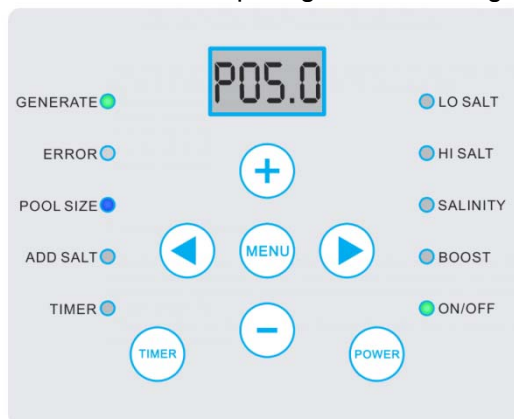 P05.0
GENERATE
LO SALT
ERROR
+
HI SALT
POOL SIZE
SALINITY
ADD SALT
MENU
BOOST
TIMER
−
ON/OFF
TIMER
POWER